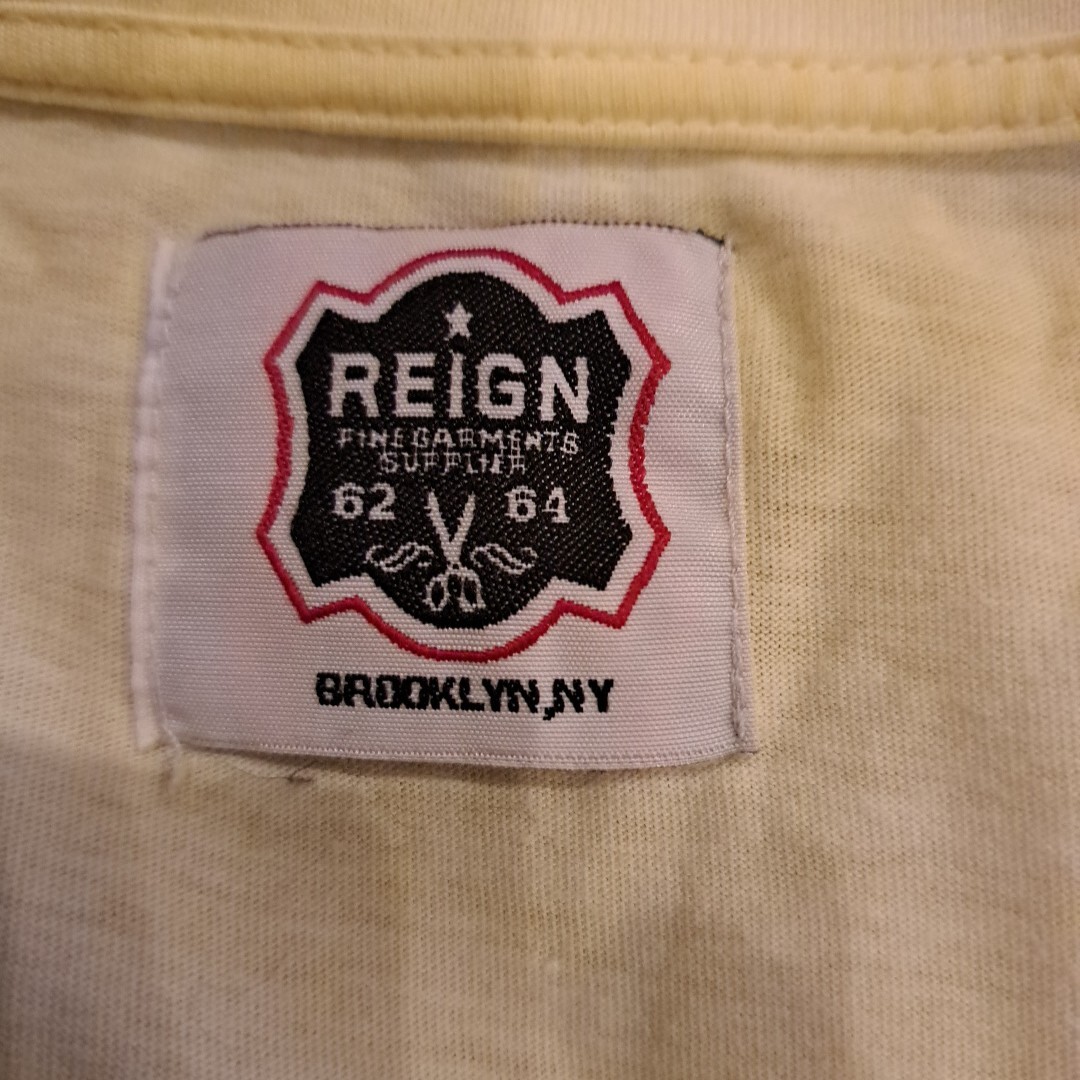 REIGN
FINE GARMENTS
SUPPLIER
62 64
BROOKLYN, NY